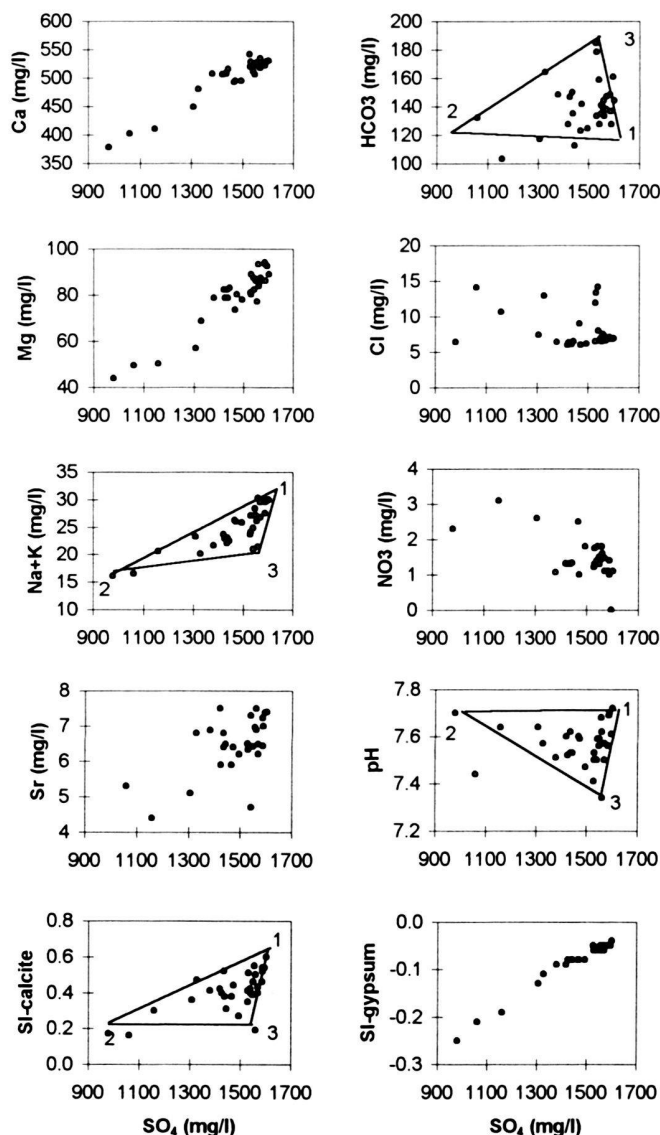 600
550
500
450
400
350
Ca (mg/l)
900 1100 1300 1500 1700
200
180
160
140
120
100
HCO3 (mg/l)
3
2
1
900 1100 1300 1500 1700
100
80
60
40
Mg (mg/l)
900 1100 1300 1500 1700
20
15
10
5
0
Cl (mg/l)
900 1100 1300 1500 1700
35
30
25
20
15
10
Na+K (mg/l)
1
3
2
900 1100 1300 1500 1700
4
3
2
1
0
NO3 (mg/l)
900 1100 1300 1500 1700
8
7
6
5
4
Sr (mg/l)
900 1100 1300 1500 1700
7.8
7.6
7.4
7.2
pH
1
2
3
900 1100 1300 1500 1700
0.8
0.6
0.4
0.2
0.0
SI-calcite
1
2
3
900 1100 1300 1500 1700
SO4 (mg/l)
0.0
-0.1
-0.2
-0.3
SI-gypsum
900 1100 1300 1500 1700
SO4 (mg/l)